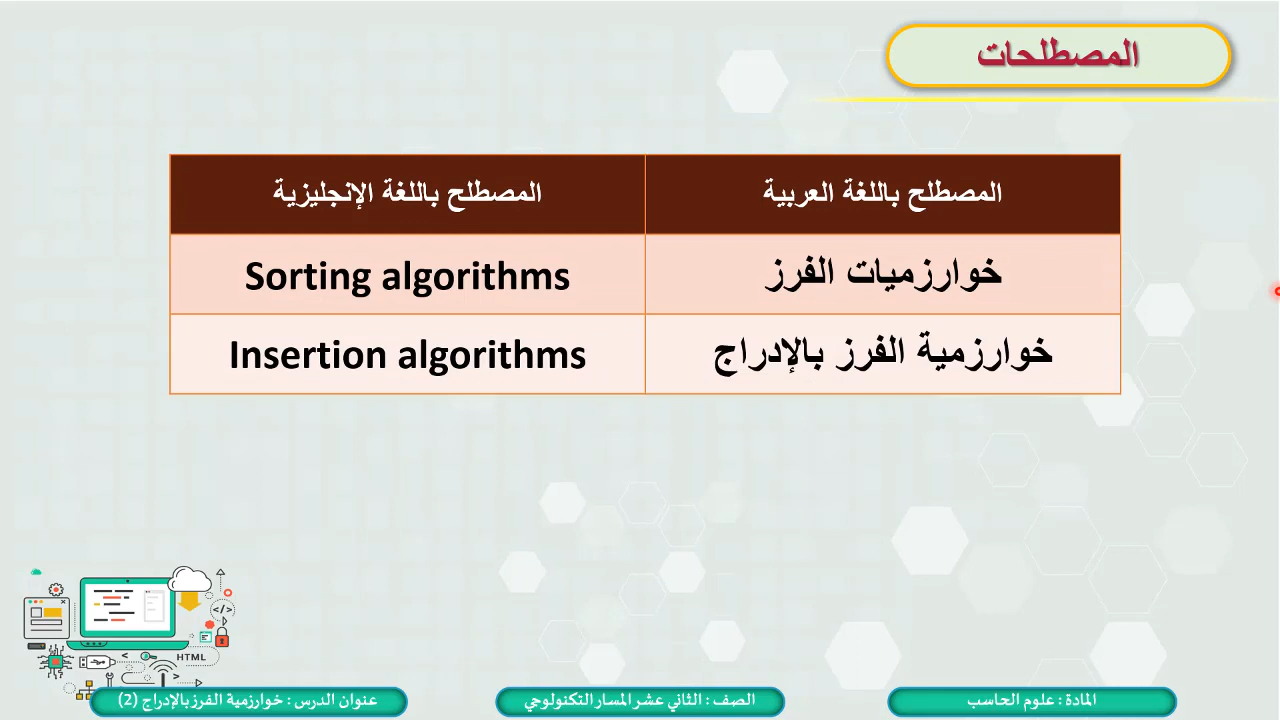 المصطلحات
المصطلح باللغة العربية
المصطلح باللغة الإنجليزية
خوارزميات الفرز
Sorting algorithms
خوارزمية الفرز بالإدراج
Insertion algorithms
</>
HTML
المادة : علوم الحاسب
الصف : الثاني عشر المسار التكنولوجي
عنوان الدرس : خوارزمية الفرز بالإدراج (2)